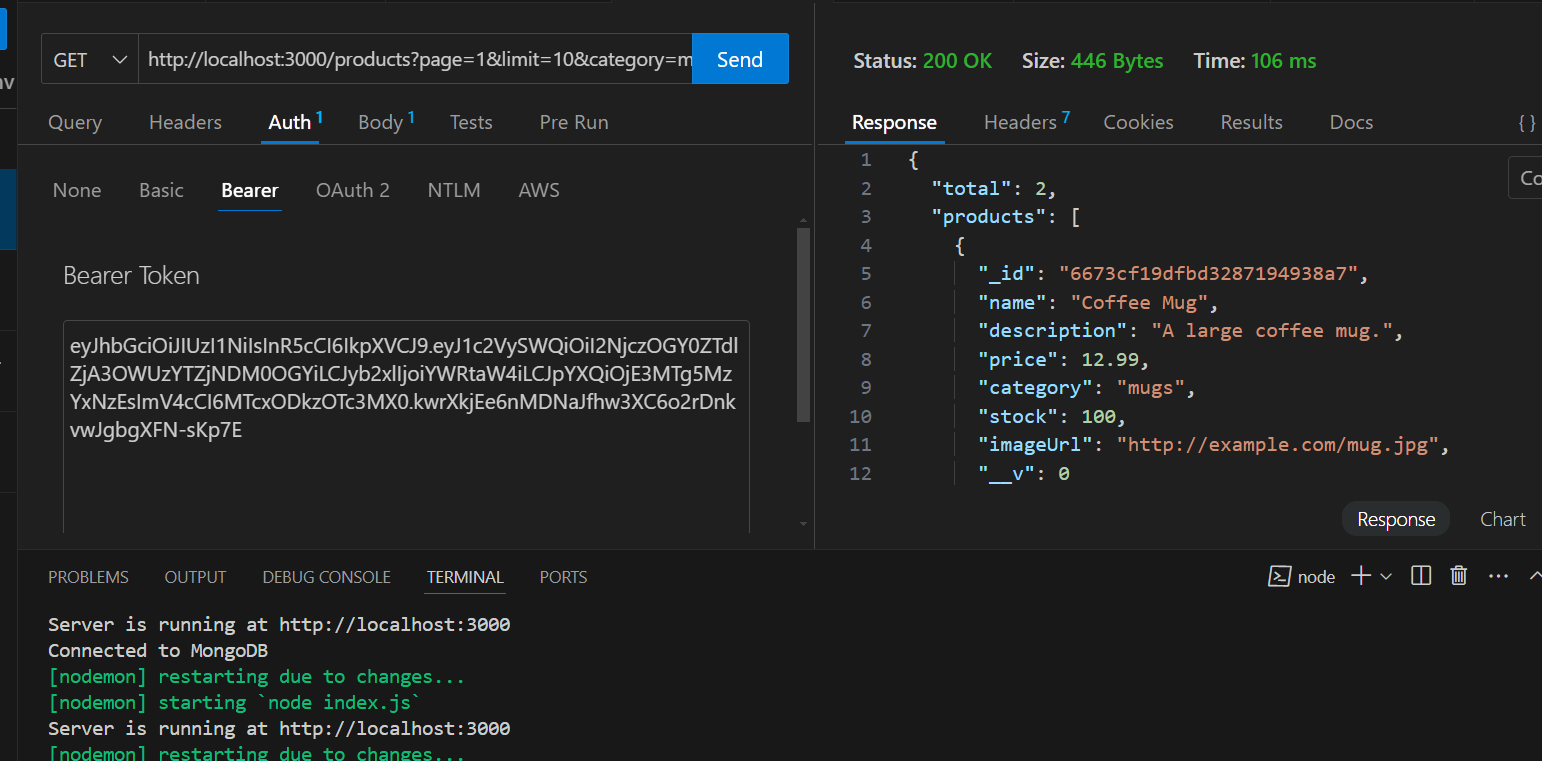 nv
GET
http://localhost:3000/products?page=1&limit=10&category=m
Send
Query Headers Auth 1 Body 1 Tests Pre Run
None Basic Bearer OAuth 2 NTLM AWS
Bearer Token
eyJhbGciOiJIUzI1NiIsInR5cCI6IkpXVCJ9.eyJ1c2VySWQiOiI2NjczOGY0ZTdl
ZjA3OWUzYTZjNDM0OGYiLCJyb2xlIjoiYWRtaW4iLCJpYXQiOjE3MTg5Mz
YxNzEsImV4cCI6MTcxODkzOTc3MX0.kwrXkjEe6nMDNaJfhw3XC6o2rDnk
vwJgbgXFN-sKp7E
Status: 200 OK Size: 446 Bytes Time: 106 ms
Response Headers 7 Cookies Results Docs {}
Co
1 {
2 "total": 2,
3 "products": [
4 {
5 "_id": "6673cf19dfbd3287194938a7",
6 "name": "Coffee Mug",
7 "description": "A large coffee mug.",
8 "price": 12.99,
9 "category": "mugs",
10 "stock": 100,
11 "imageUrl": "http://example.com/mug.jpg",
12 "__v": 0
Response Chart
PROBLEMS OUTPUT DEBUG CONSOLE TERMINAL PORTS
node
Server is running at http://localhost:3000
Connected to MongoDB
[nodemon] restarting due to changes...
[nodemon] starting `node index.js`
Server is running at http://localhost:3000
[nodemon] restarting due to changes...